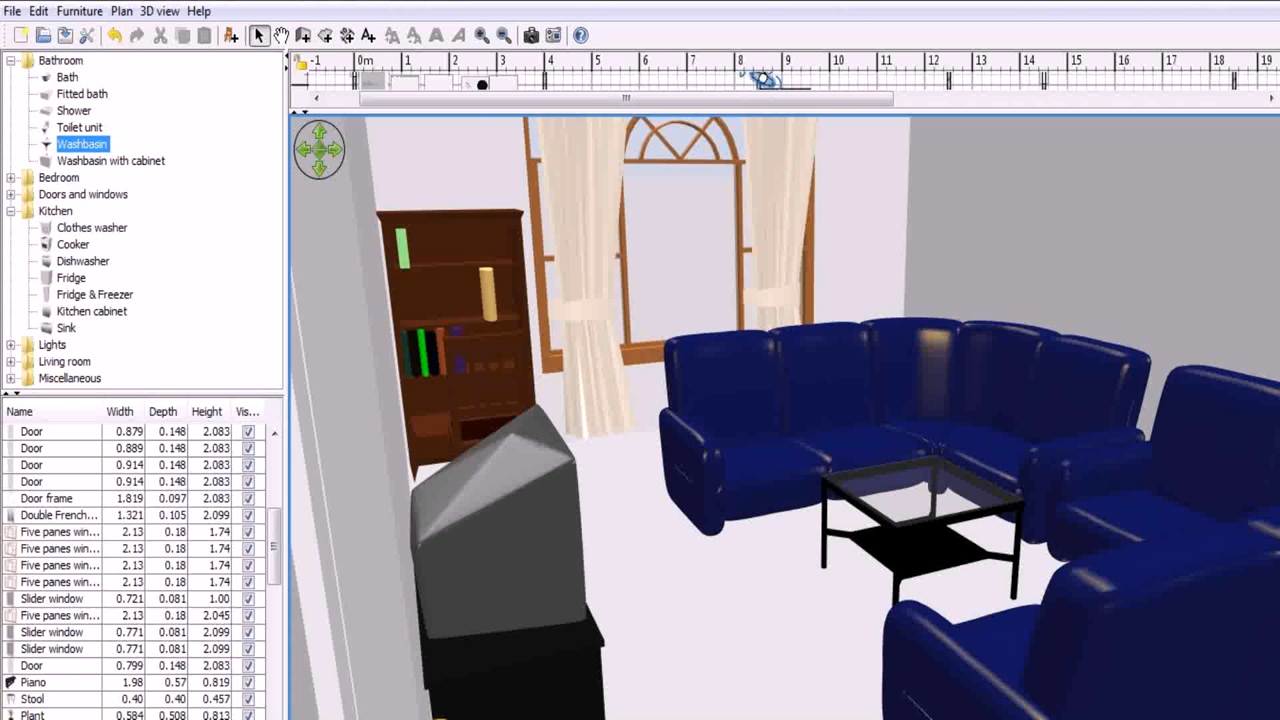 File Edit Furniture Plan 3D view Help
Bathroom
Bath
Fitted bath
Shower
Toilet unit
Washbasin
Washbasin with cabinet
Bedroom
Doors and windows
Kitchen
Clothes washer
Cooker
Dishwasher
Fridge
Fridge & Freezer
Kitchen cabinet
Sink
Lights
Living room
Miscellaneous
-1 0m 1 2 3 4 5 6 7 8 9 10 11 12 13 14 15 16 17 18 19
Name Width Depth Height Vis...
Door 0.879 0.148 2.083
Door 0.889 0.148 2.083
Door 0.914 0.148 2.083
Door 0.914 0.148 2.083
Door frame 1.819 0.097 2.083
Double French... 1.321 0.105 2.099
Five panes win... 2.13 0.18 1.74
Five panes win... 2.13 0.18 1.74
Five panes win... 2.13 0.18 1.74
Five panes win... 2.13 0.18 1.74
Slider window 0.721 0.081 1.00
Five panes win... 2.13 0.18 2.045
Slider window 0.771 0.081 2.099
Slider window 0.771 0.081 2.099
Door 0.799 0.148 2.083
Piano 1.98 0.57 0.819
Stool 0.40 0.40 0.457
Plant 0.584 0.508 0.813